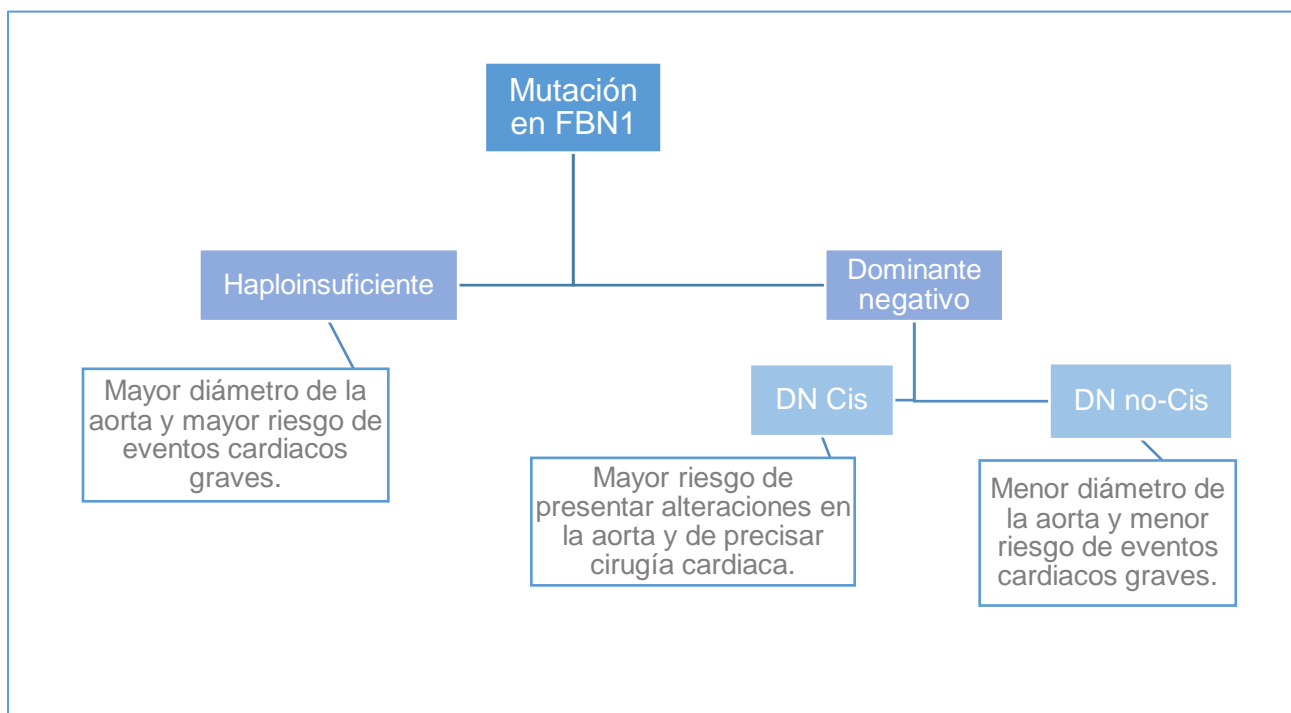 Mutación
en FBN1
Haploinsuficiente
Dominante
negativo
Mayor diámetro de la
aorta y mayor riesgo de
eventos cardiacos
graves.
DN Cis
DN no-Cis
Mayor riesgo de
presentar alteraciones en
la aorta y de precisar
cirugía cardiaca.
Menor diámetro de
la aorta y menor
riesgo de eventos
cardiacos graves.